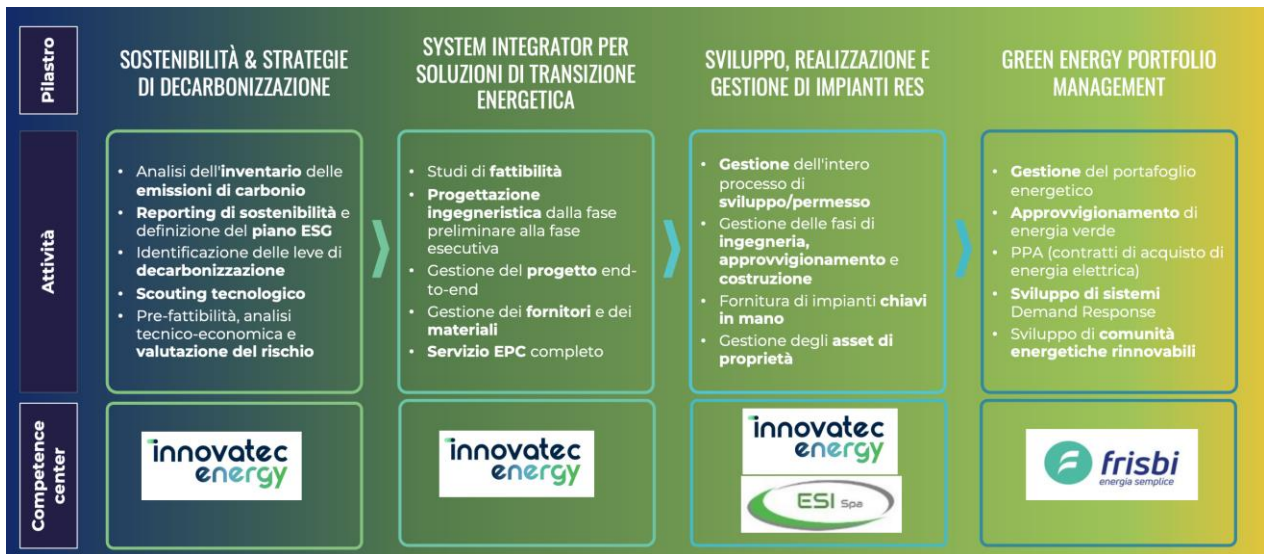 Pilastro
SOSTENIBILITÀ & STRATEGIE
DI DECARBONIZZAZIONE
SYSTEM INTEGRATOR PER
SOLUZIONI DI TRANSIZIONE
ENERGETICA
SVILUPPO, REALIZZAZIONE E
GESTIONE DI IMPIANTI RES
GREEN ENERGY PORTFOLIO
MANAGEMENT
Attività
• Analisi dell'inventario delle
emissioni di carbonio
• Reporting di sostenibilità e
definizione del piano ESG
• Identificazione delle leve di
decarbonizzazione
• Scouting tecnologico
• Pre-fattibilità, analisi
tecnico-economica e
valutazione del rischio
• Studi di fattibilità
• Progettazione
ingegneristica dalla fase
preliminare alla fase
esecutiva
• Gestione del progetto end-
to-end
• Gestione dei fornitori e dei
materiali
• Servizio EPC completo
• Gestione dell'intero
processo di
sviluppo/permesso
• Gestione delle fasi di
ingegneria,
approvvigionamento e
costruzione
• Fornitura di impianti chiavi
in mano
• Gestione degli asset di
proprietà
• Gestione del portafoglio
energetico
• Approvvigionamento di
energia verde
• PPA (contratti di acquisto di
energia elettrica)
• Sviluppo di sistemi
Demand Response
• Sviluppo di comunità
energetiche rinnovabili
Competence
center
innovatec
energy
innovatec
energy
innovatec
energy
ESI Spa
frisbi
energia semplice